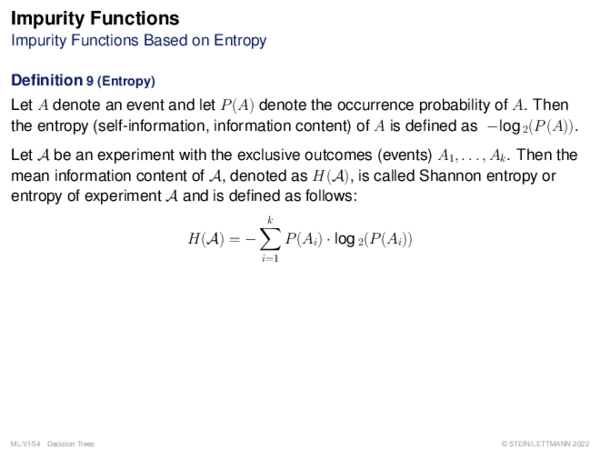 Impurity Functions
Impurity Functions Based on Entropy
Definition 9 (Entropy)
Let A denote an event and let P(A) denote the occurrence probability of A. Then
the entropy (self-information, information content) of A is defined as −log₂(P(A)).
Let 𝒜 be an experiment with the exclusive outcomes (events) A₁, . . . , Aₖ. Then the
mean information content of 𝒜, denoted as H(𝒜), is called Shannon entropy or
entropy of experiment 𝒜 and is defined as follows:
H(𝒜) = − ∑ᵢ₌₁ᵏ P(Aᵢ) · log₂(P(Aᵢ))
ML:VI-54 Decision Trees © STEIN/LETTMANN 2022